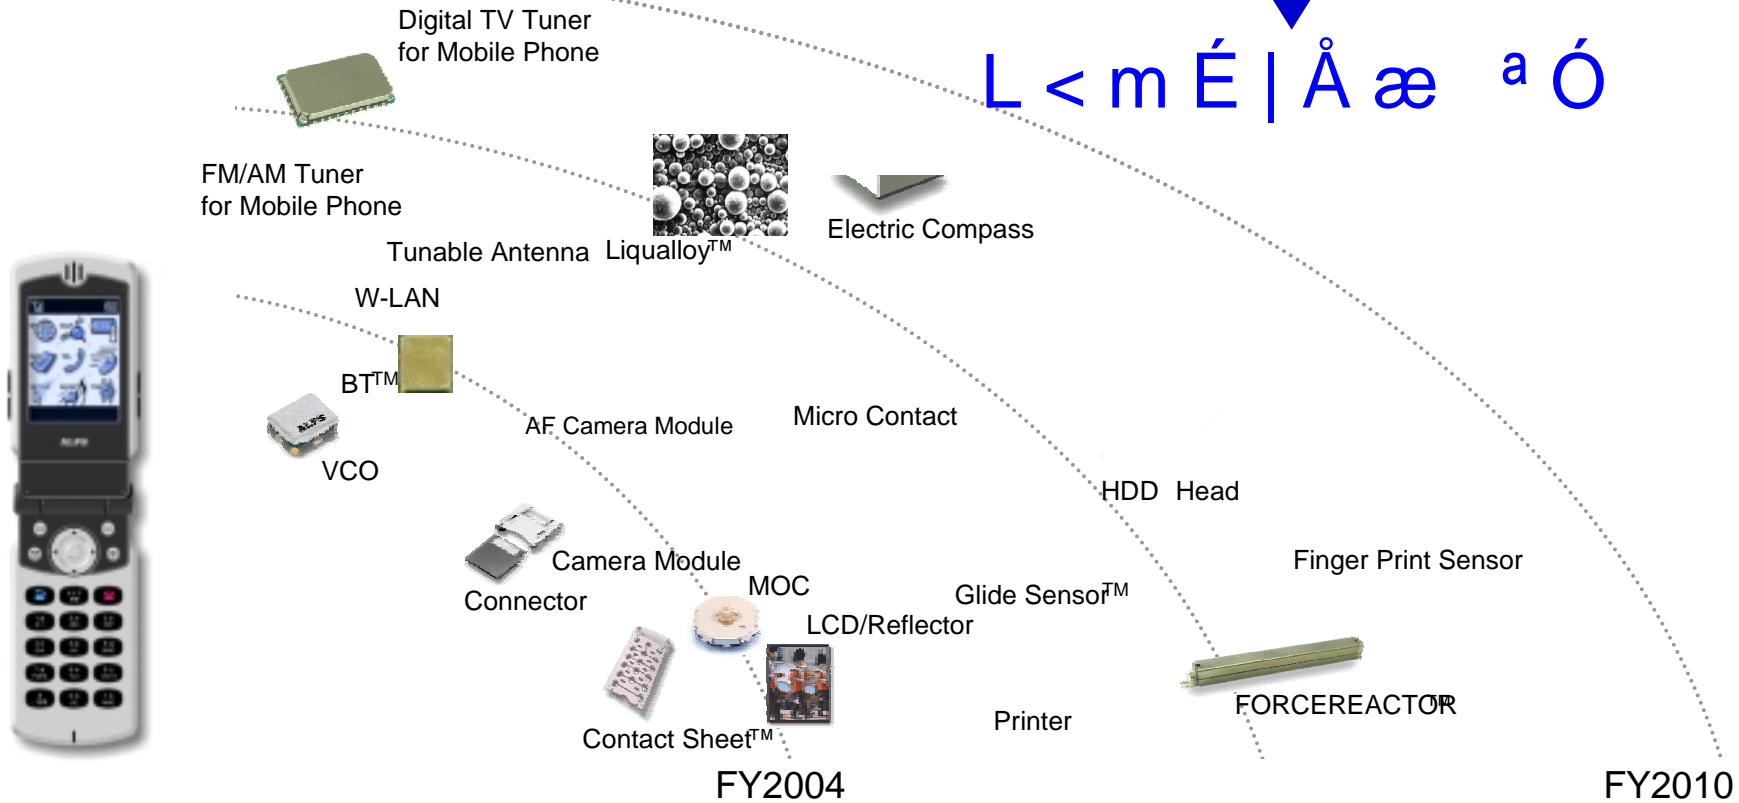 Digital TV Tuner
for Mobile Phone
L < m É | Å æ ª Ó
FM/AM Tuner
for Mobile Phone
Electric Compass
Tunable Antenna
Liqualloy™
W-LAN
BT™
ALPS
VCO
AF Camera Module
Micro Contact
ALPS
HDD Head
Camera Module
Connector
MOC
LCD/Reflector
Glide Sensor™
Finger Print Sensor
FORCEREACTOR™
Printer
Contact Sheet™
FY2004
FY2010